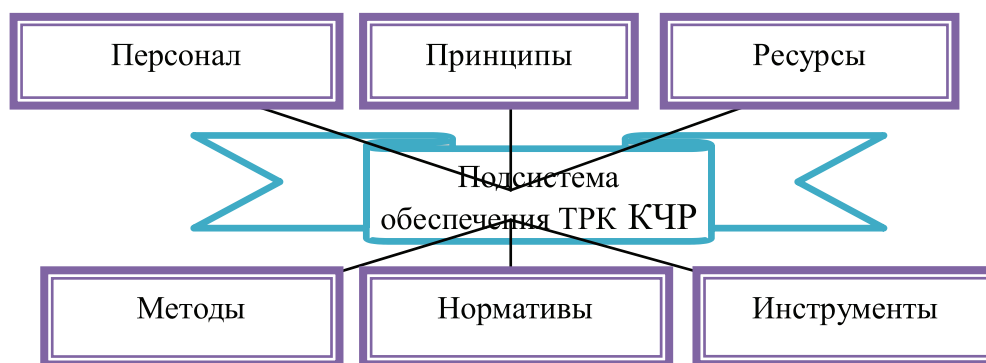 Персонал
Принципы
Ресурсы
Подсистема
обеспечения ТРК КЧР
Методы
Нормативы
Инструменты